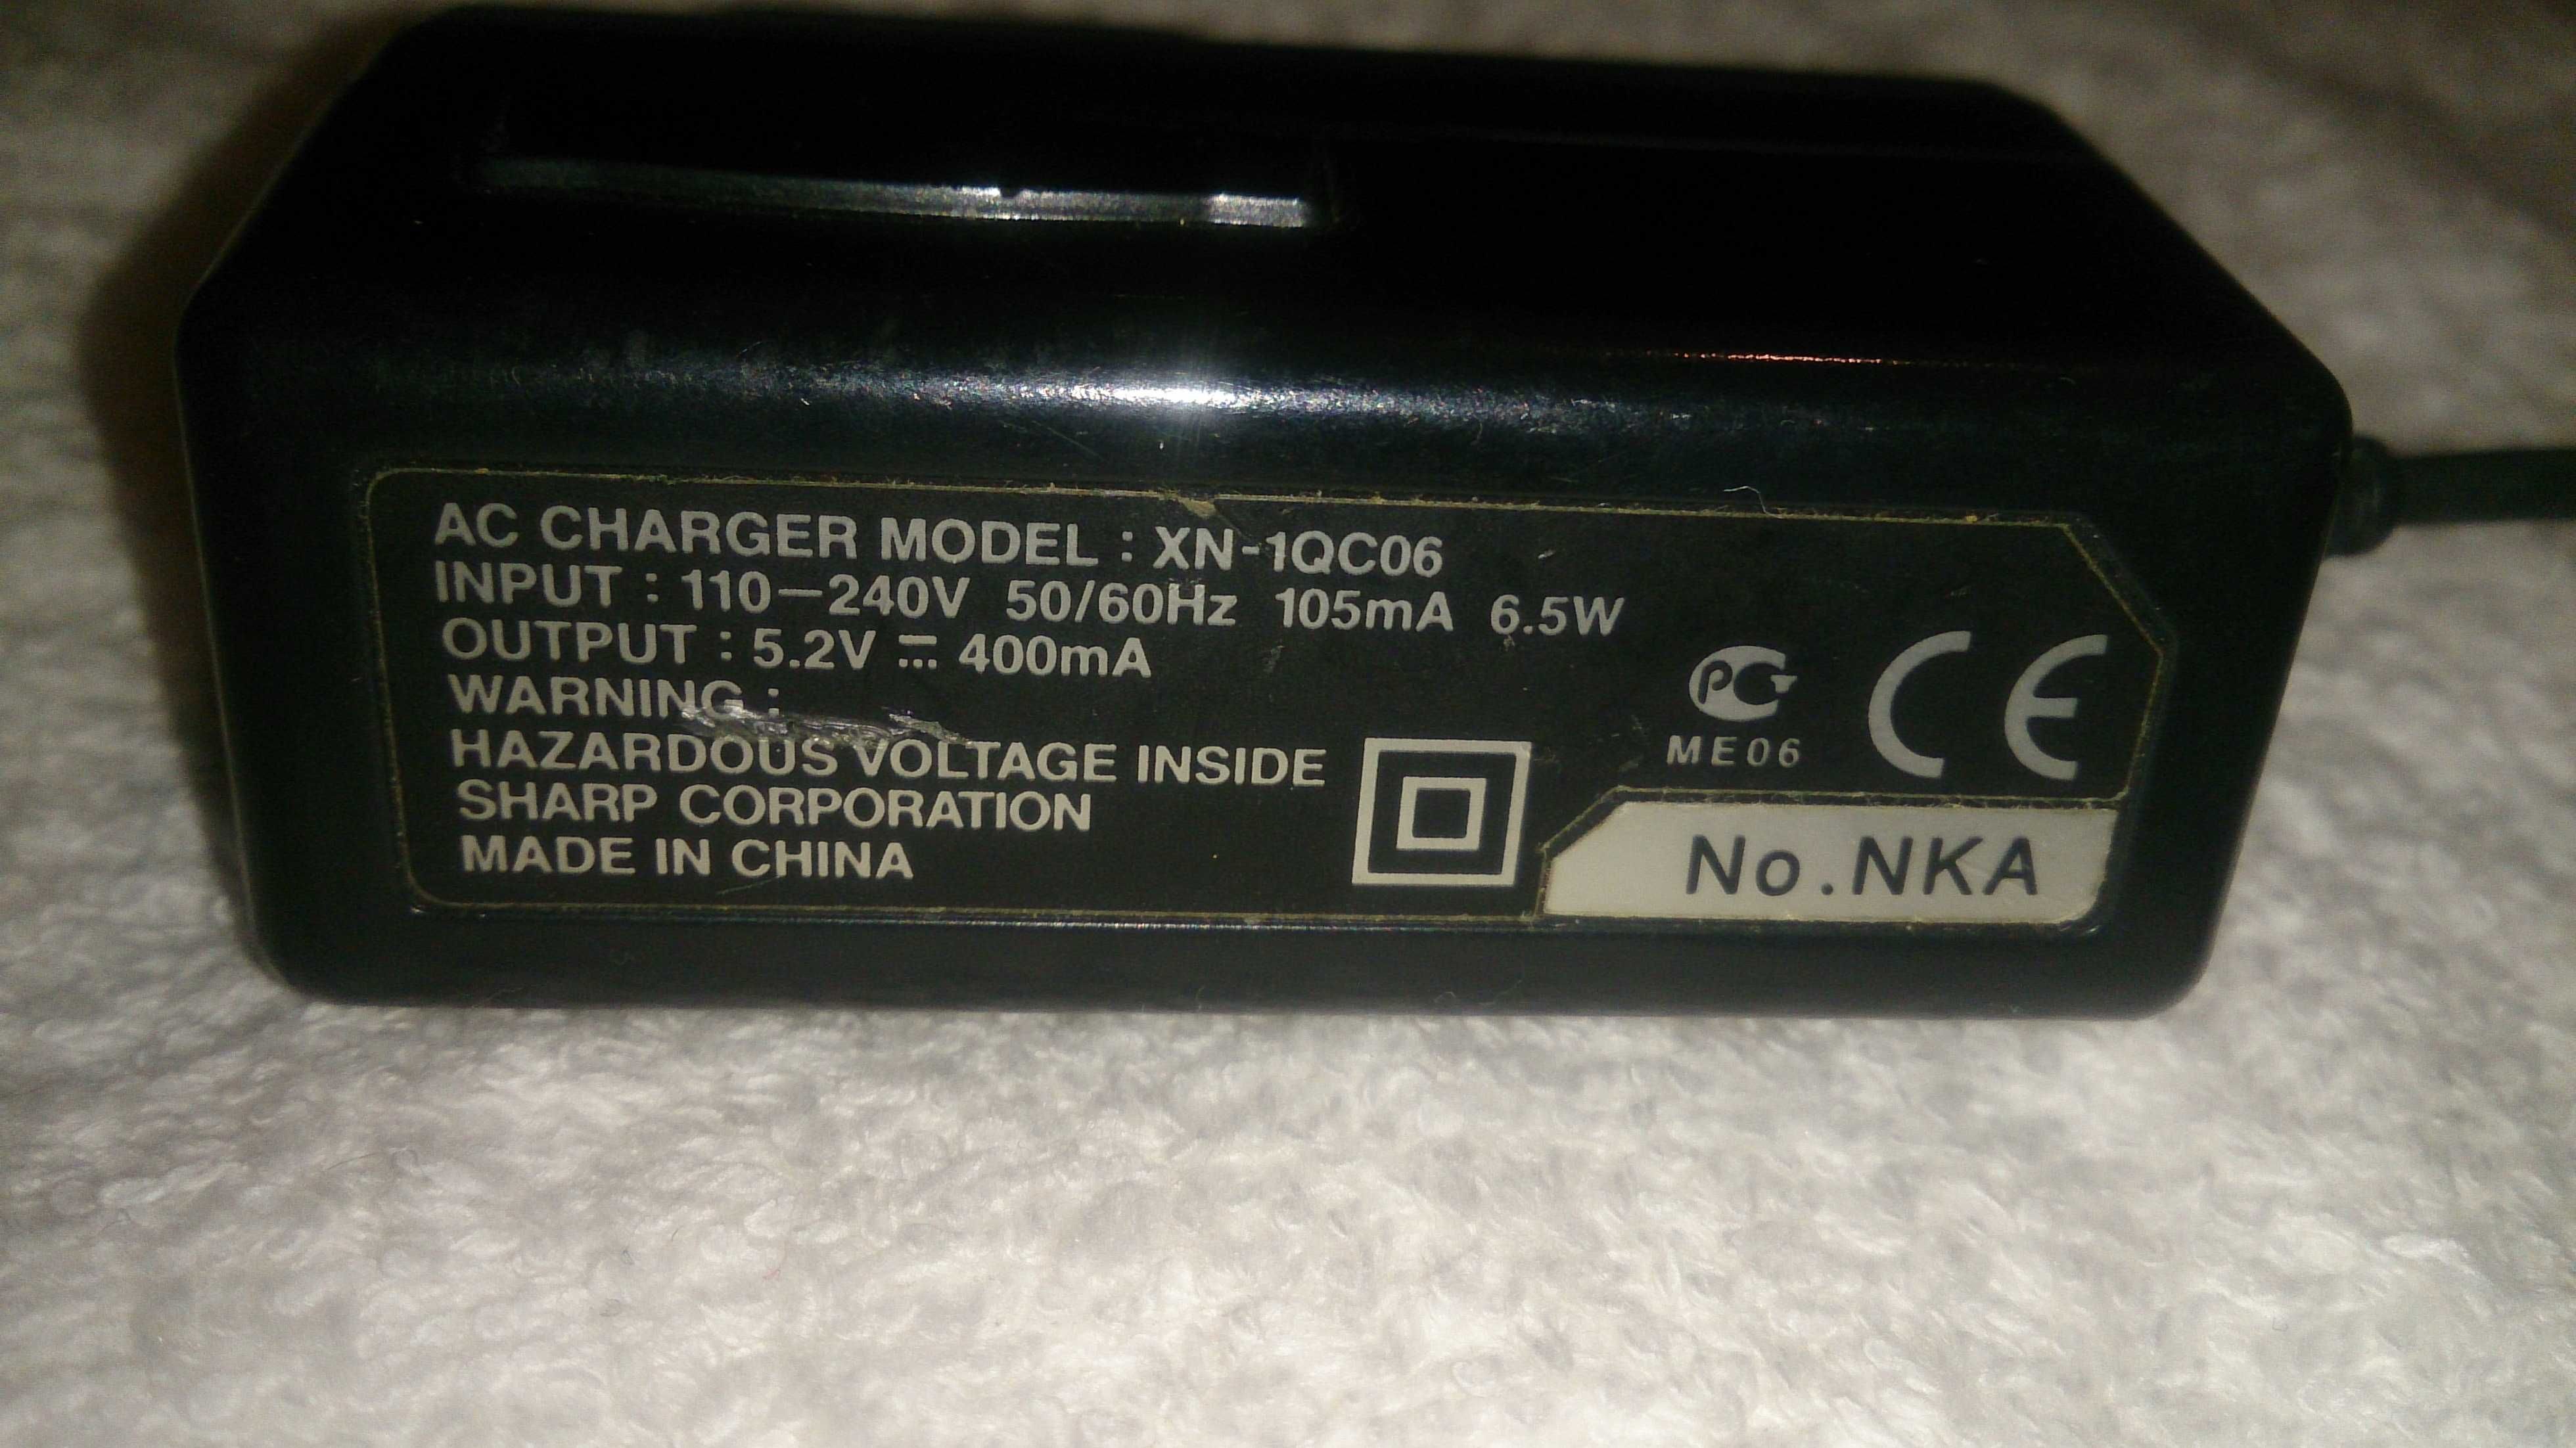 AC CHARGER MODEL : XN-1QC06
INPUT : 110-240V 50/60Hz 105mA 6.5W
OUTPUT : 5.2V ⎓ 400mA
WARNING :
HAZARDOUS VOLTAGE INSIDE
SHARP CORPORATION
MADE IN CHINA
РСТ
ME06
CE
No.NKA